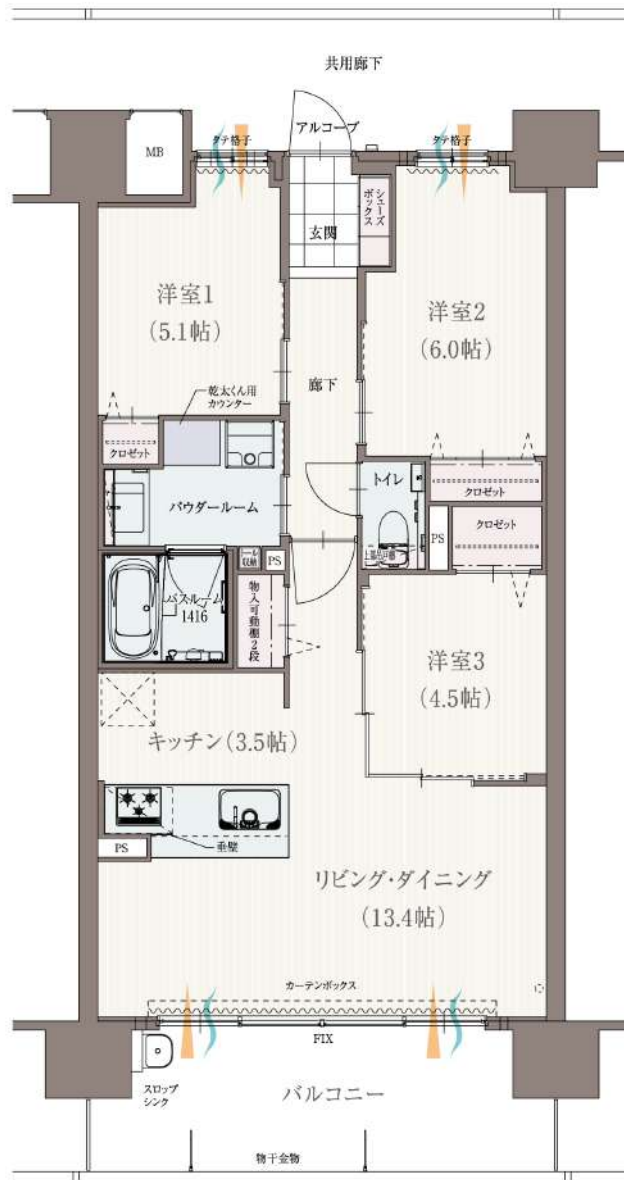 共用廊下
アルコーブ
タテ格子
タテ格子
MB
シューズ
ボックス
玄関
洋室1
(5.1帖)
洋室2
(6.0帖)
廊下
乾太くん用
カウンター
クロゼット
トイレ
クロゼット
パウダールーム
PS
クロゼット
PS
バスルーム
1416
物入可動棚2段
洋室3
(4.5帖)
キッチン(3.5帖)
垂壁
PS
リビング・ダイニング
(13.4帖)
カーテンボックス
FIX
スロップ
シンク
バルコニー
物干金物